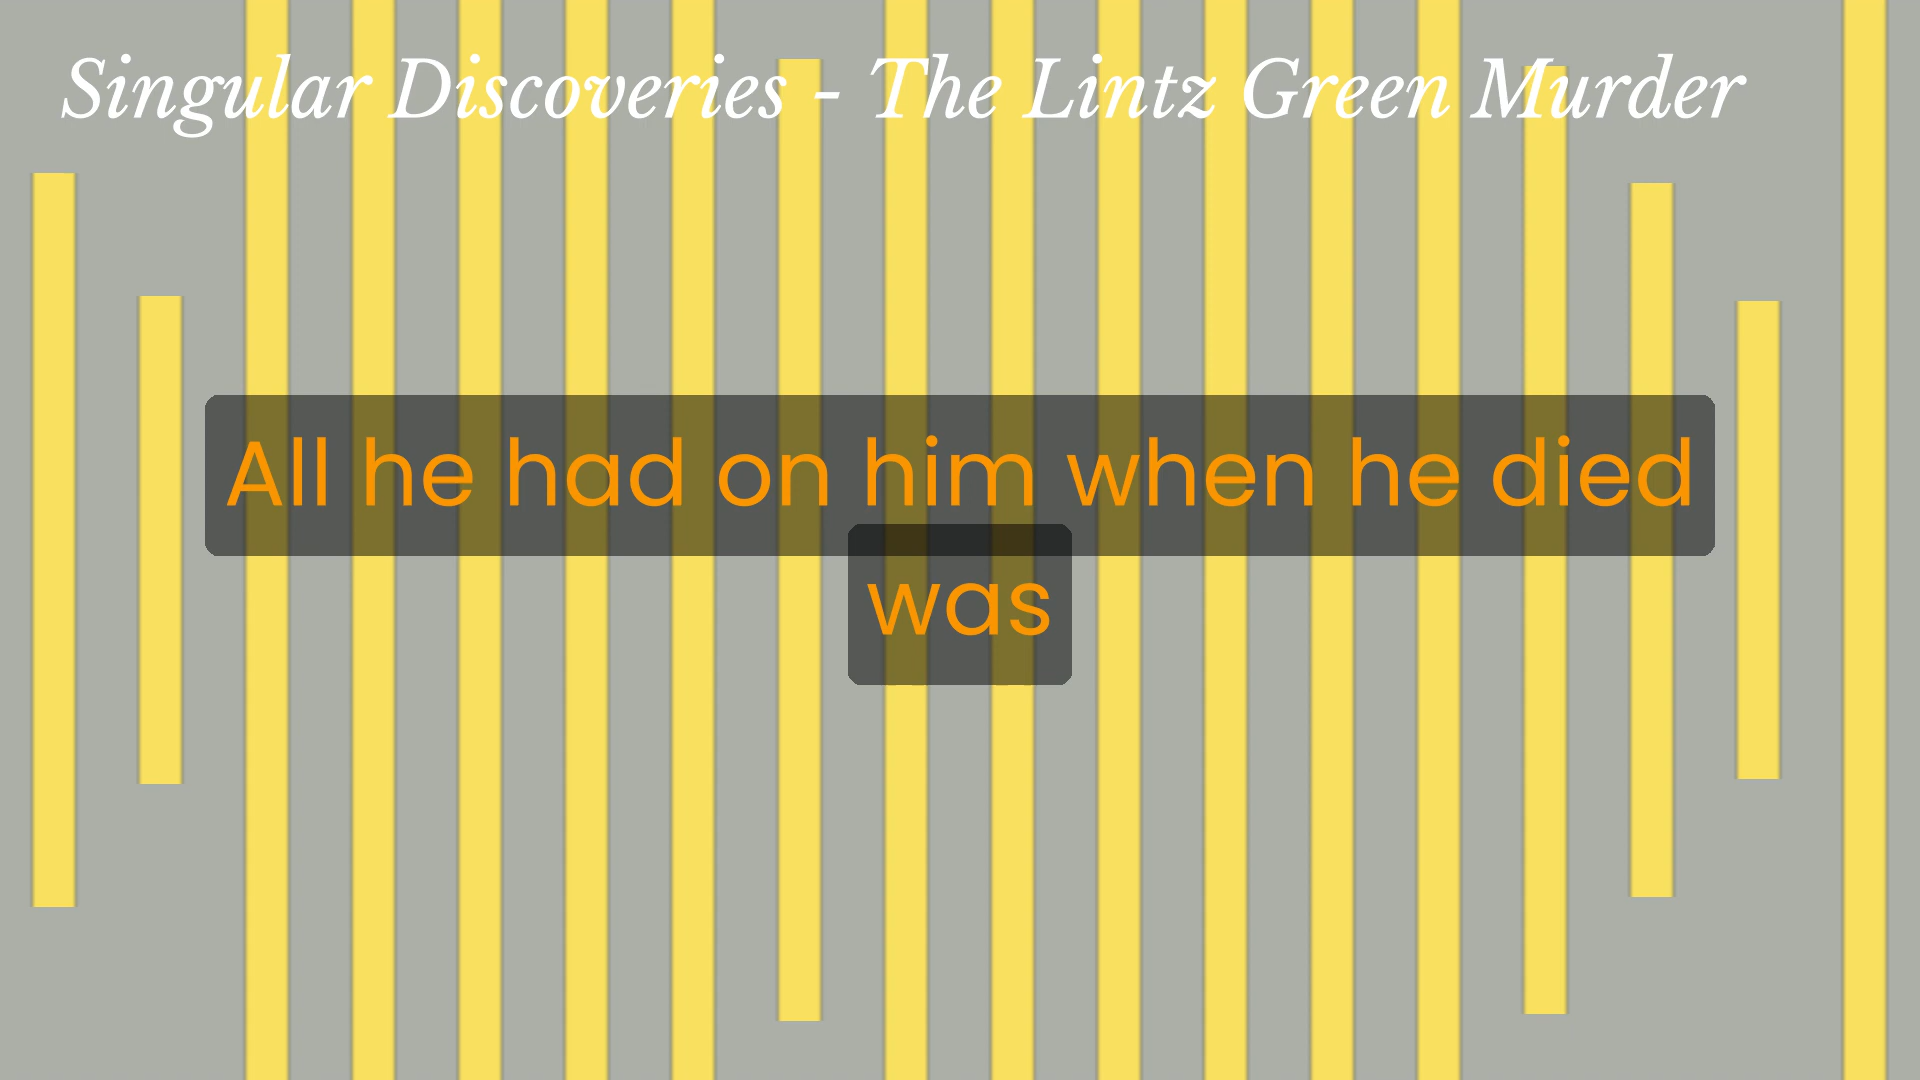 Singular Discoveries - The Lintz Green Murder
All he had on him when he died
was